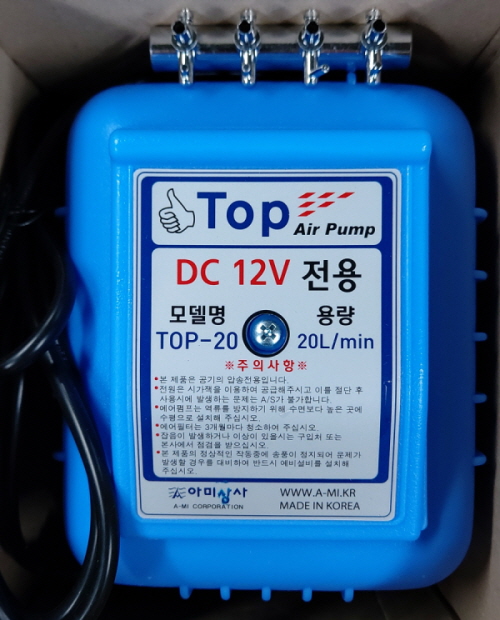 Top
Air Pump
DC 12V 전용
모델명 용량
TOP-20 20L/min
※주의사항※
▪본 제품은 공기의 압송전용입니다.
▪전원은 시가잭을 이용하여 공급해주시고 이를 절단 후
사용시에 발생하는 문제는 A/S가 불가합니다.
▪에어펌프는 역류를 방지하기 위해 수면보다 높은 곳에
수평으로 설치해 주십시오.
▪에어필터는 3개월마다 청소하여 주십시오.
▪잡음이 발생하거나 이상이 있을시는 구입처 또는
본사에서 점검을 받으십시오.
▪본 제품의 정상적인 작동중에 송풍이 정지되어 문제가
발생할 경우를 대비하여 반드시 예비설비를 설치해
주십시오.
아미상사 WWW.A-MI.KR
A-MI CORPORATION MADE IN KOREA